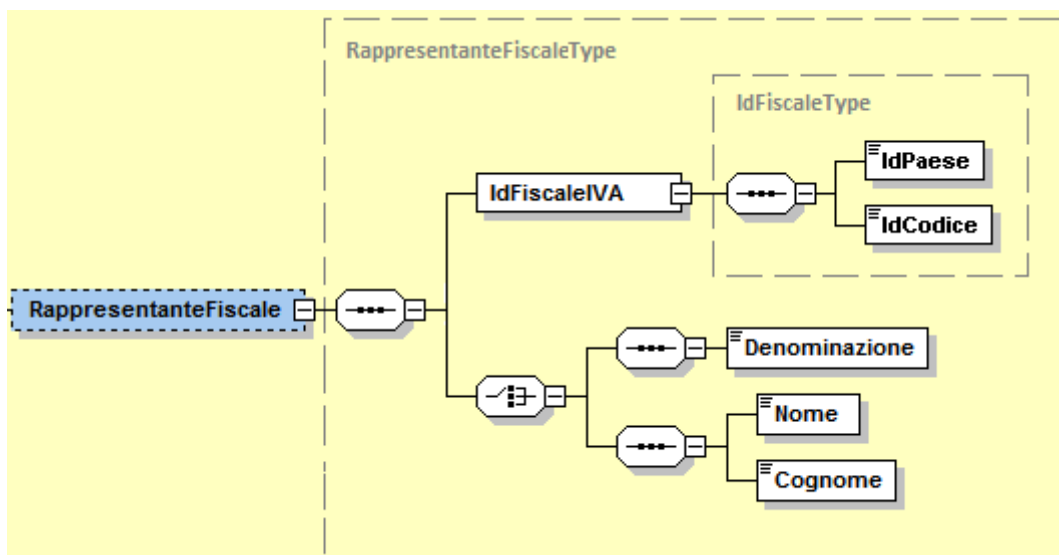 RappresentanteFiscaleType
IdFiscaleType
IdPaese
IdFiscaleIVA
IdCodice
RappresentanteFiscale
Denominazione
Nome
Cognome